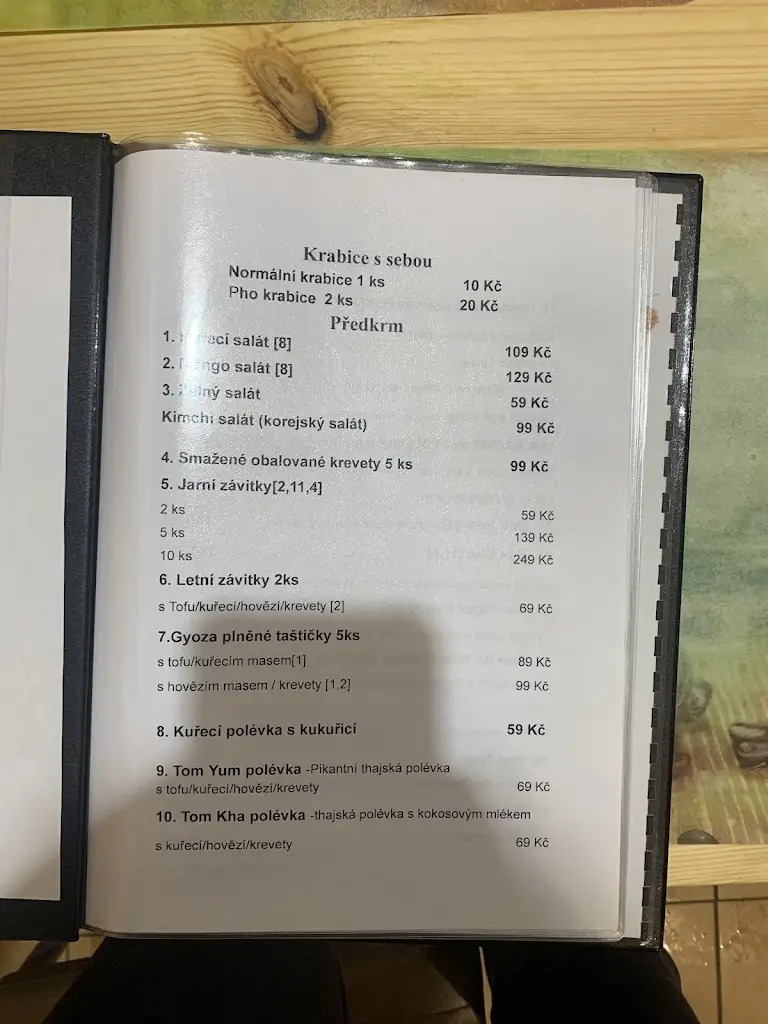 Krabice s sebou
Normální krabice 1 ks 10 Kč
Pho krabice 2 ks 20 Kč
Předkrm
1. salát [8] 109 Kč
2. salát [8] 129 Kč
3. salát 59 Kč
Kimchi salát (korejský salát) 99 Kč
4. Smažené obalované krevety 5 ks 99 Kč
5. Jarní závitky[2,11,4]
2 ks 59 Kč
5 ks 139 Kč
10 ks 249 Kč
6. Letní závitky 2ks
s Tofu/kuřecí/hovězí/krevety [2] 69 Kč
7.Gyoza plněné taštičky 5ks
s tofu/kuřecím masem[1] 89 Kč
s hovězím masem / krevety [1,2] 99 Kč
8. Kuřecí polévka s kukuřicí 59 Kč
9. Tom Yum polévka -Pikantní thajská polévka
s tofu/kuřecí/hovězí/krevety 69 Kč
10. Tom Kha polévka -thajská polévka s kokosovým mlékem
s kuřecí/hovězí/krevety 69 Kč